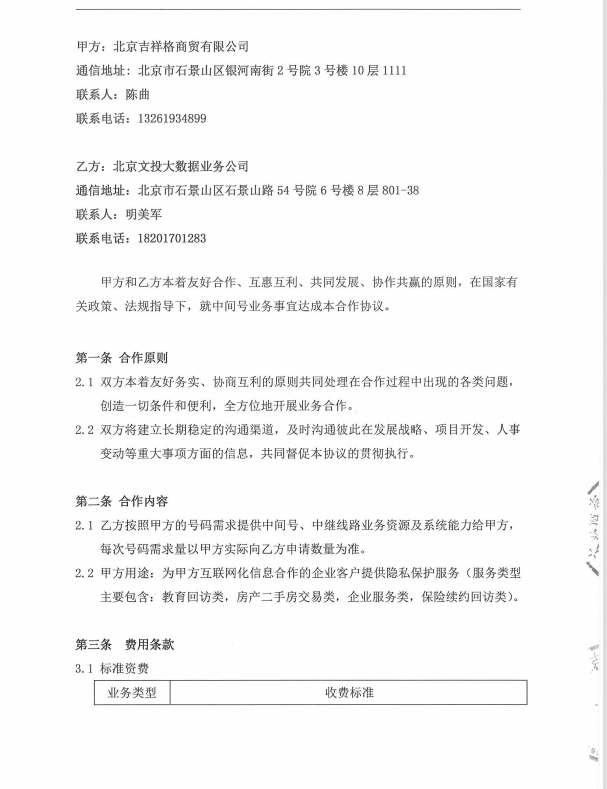 甲方：北京吉祥格商贸有限公司
通信地址：北京市石景山区银河南街 2 号院 3 号楼 10 层 1111
联系人：陈曲
联系电话：13261934899
乙方：北京文投大数据业务公司
通信地址：北京市石景山区石景山路 54 号院 6 号楼 8 层 801-38
联系人：明美军
联系电话：18201701283
甲方和乙方本着友好合作、互惠互利、共同发展、协作共赢的原则，在国家有
关政策、法规指导下，就中间号业务事宜达成本合作协议。
第一条 合作原则
2.1 双方本着友好务实、协商互利的原则共同处理在合作过程中出现的各类问题，
创造一切条件和便利，全方位地开展业务合作。
2.2 双方将建立长期稳定的沟通渠道，及时沟通彼此在发展战略、项目开发、人事
变动等重大事项方面的信息，共同督促本协议的贯彻执行。
第二条 合作内容
2.1 乙方按照甲方的号码需求提供中间号、中继线路业务资源及系统能力给甲方，
每次号码需求量以甲方实际向乙方申请数量为准。
2.2 甲方用途：为甲方互联网化信息合作的企业客户提供隐私保护服务（服务类型
主要包含：教育回访类，房产二手房交易类，企业服务类，保险续约回访类）。
第三条 费用条款
3.1 标准资费
业务类型 收费标准